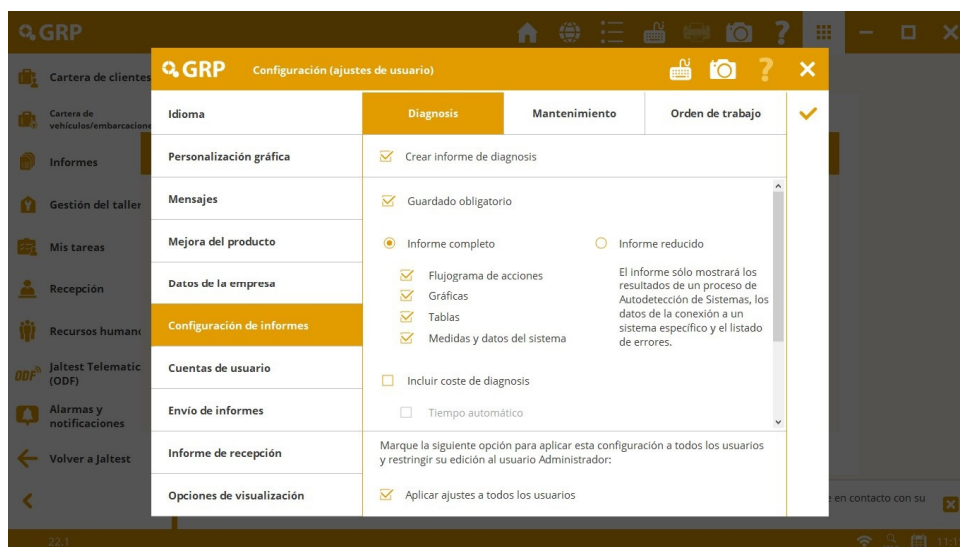 GRP
Cartera de clientes
Cartera de
vehículos/embarcacione
Informes
Gestión del taller
Mis tareas
Recepción
Recursos human
ODF
Jaltest Telematic
(ODF)
Alarmas y
notificaciones
Volver a Jaltest
22.1
GRP
Configuración (ajustes de usuario)
Idioma
Personalización gráfica
Mensajes
Mejora del producto
Datos de la empresa
Configuración de informes
Cuentas de usuario
Envío de informes
Informe de recepción
Opciones de visualización
Diagnosis
Mantenimiento
Orden de trabajo
Crear informe de diagnosis
Guardado obligatorio
Informe completo
Flujograma de acciones
Gráficas
Tablas
Medidas y datos del sistema
Informe reducido
El informe sólo mostrará los
resultados de un proceso de
Autodetección de Sistemas, los
datos de la conexión a un
sistema específico y el listado
de errores.
Incluir coste de diagnosis
Tiempo automático
Marque la siguiente opción para aplicar esta configuración a todos los usuarios
y restringir su edición al usuario Administrador:
Aplicar ajustes a todos los usuarios
en contacto con su
11:1